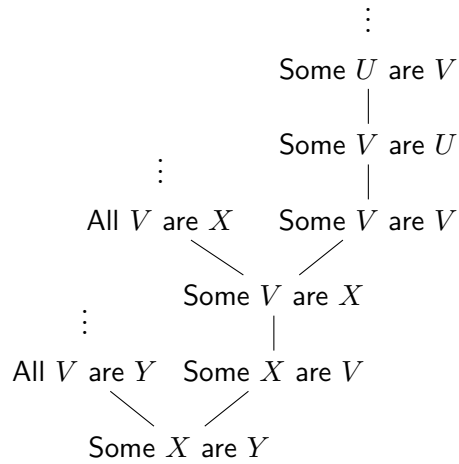 ⋮
Some U are V
Some V are U
⋮
All V are X Some V are V
Some V are X
⋮
All V are Y Some X are V
Some X are Y